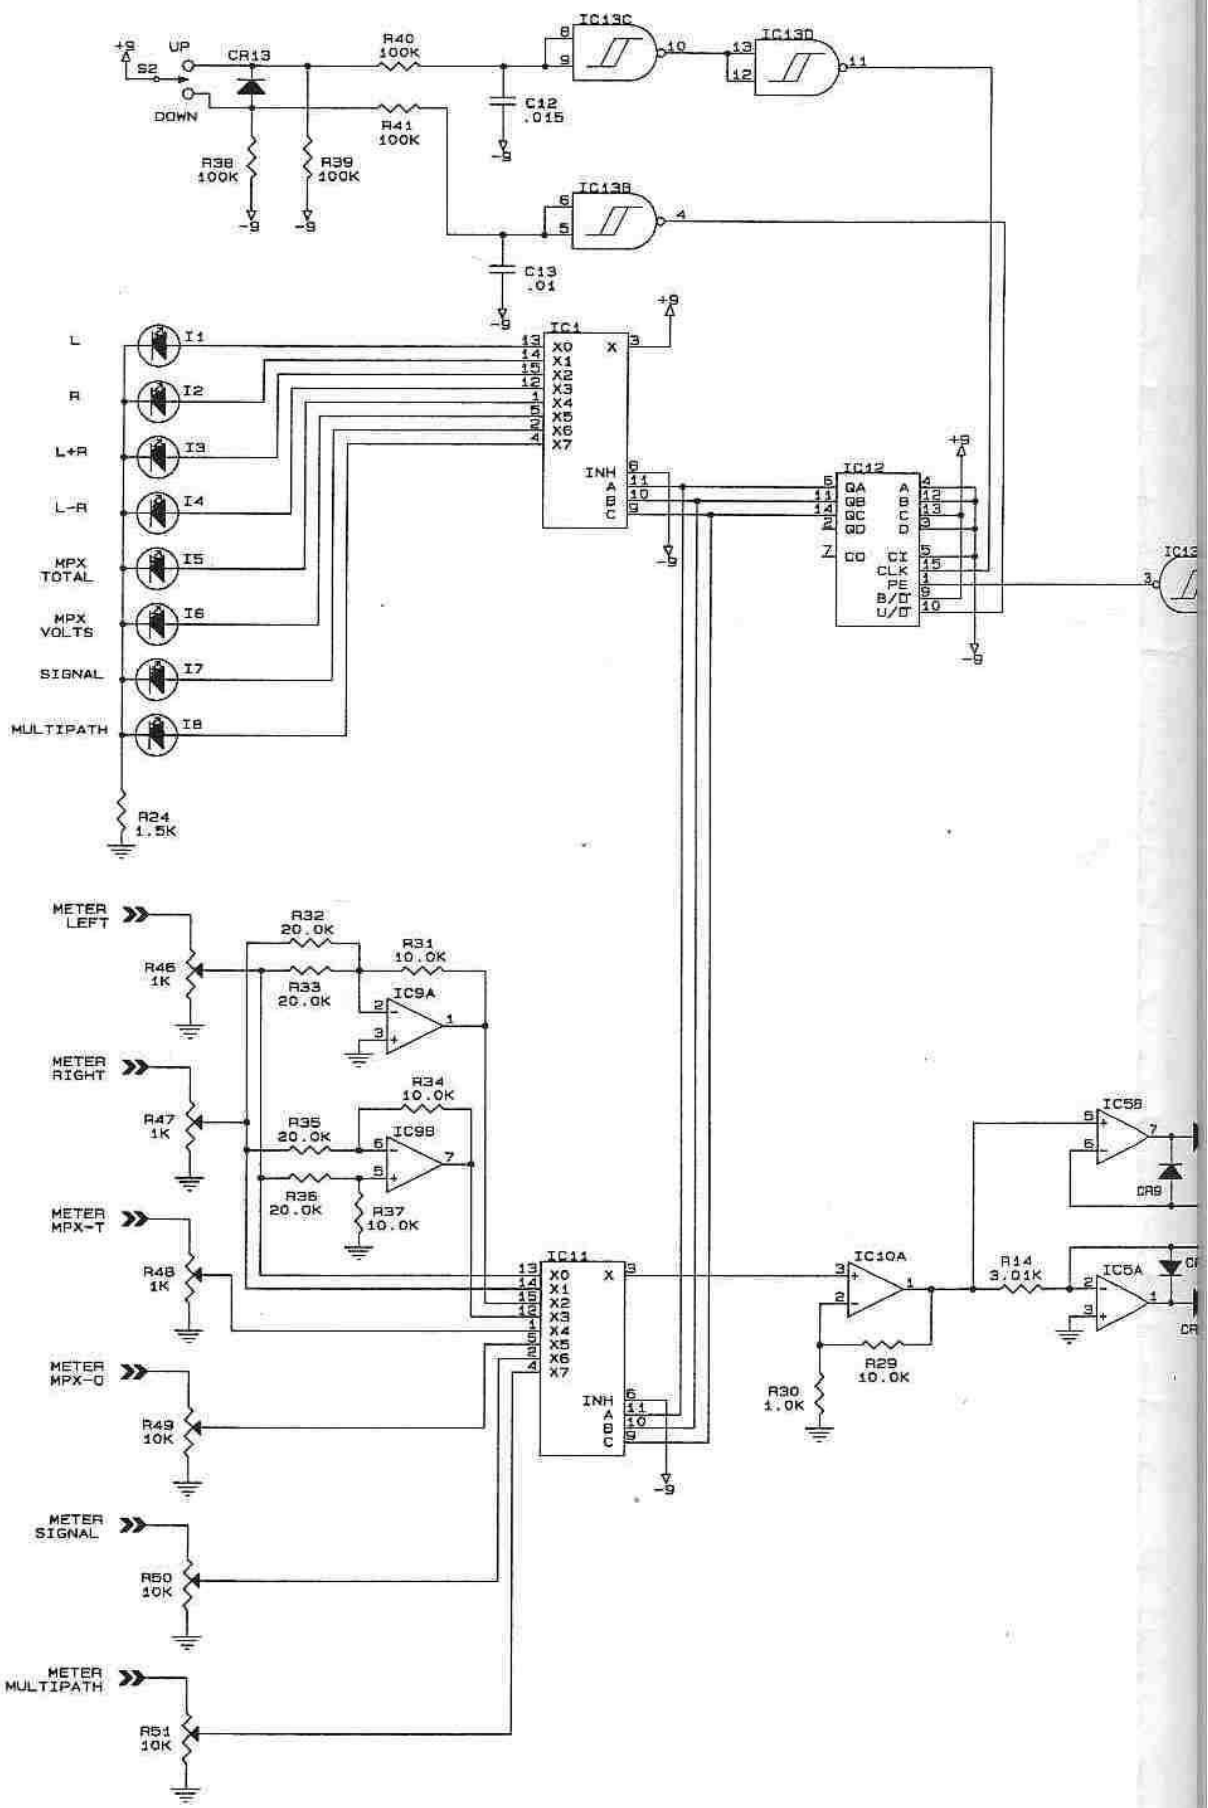 +9
S2
UP
DOWN
CR13
R40
100K
R41
100K
R38
100K
-9
R39
100K
-9
C12
.015
-9
IC13C
8
9
10
IC13D
13
12
11
IC13B
6
5
4
C13
.01
-9
L
I1
R
I2
L+R
I3
L-R
I4
MPX
TOTAL
I5
MPX
VOLTS
I6
SIGNAL
I7
MULTIPATH
I8
R24
1.5K
IC1
+9
13 X0 X 3
14 X1
15 X2
12 X3
1 X4
5 X5
2 X6
4 X7
INH 6
A 11
B 10
C 9
-9
IC12
+9
6 QA A 4
11 QB B 12
14 QC C 13
2 QD D 3
7 CO CI 5
CLK 15
PE 1
B/D 9
U/D 10
-9
IC13
3
METER
LEFT
R46
1K
R32
20.0K
R33
20.0K
R31
10.0K
IC9A
2
3
1
METER
RIGHT
R47
1K
R34
10.0K
R35
20.0K
IC9B
6
5
7
R36
20.0K
R37
10.0K
METER
MPX-T
R48
1K
IC11
13 X0 X 3
14 X1
15 X2
12 X3
1 X4
5 X5
2 X6
4 X7
INH 6
A 11
B 10
C 9
-9
IC10A
3
2
1
R29
10.0K
R30
1.0K
R14
3.01K
IC5B
5
6
7
CR9
IC5A
2
3
1
METER
MPX-O
R49
10K
METER
SIGNAL
R50
10K
METER
MULTIPATH
R51
10K